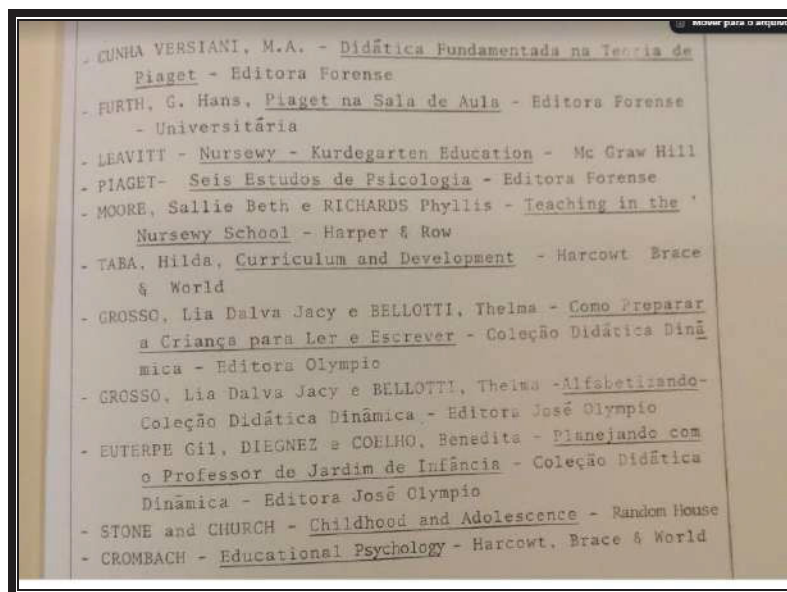 Mover para o arquivo
- CUNHA VERSIANI, M.A. - Didática Fundamentada na Teoria de
Piaget - Editora Forense
- FURTH, G. Hans, Piaget na Sala de Aula - Editora Forense
- Universitária
- LEAVITT - Nursewy - Kurdegarten Education - Mc Graw Hill
- PIAGET- Seis Estudos de Psicologia - Editora Forense
- MOORE, Sallie Beth e RICHARDS Phyllis - Teaching in the '
Nursewy School - Harper & Row
- TABA, Hilda, Curriculum and Development - Harcowt Brace
& World
- GROSSO, Lia Dalva Jacy e BELLOTTI, Thelma - Como Preparar
a Criança para Ler e Escrever - Coleção Didática Dinâ
mica - Editora Olympio
- GROSSO, Lia Dalva Jacy e BELLOTTI, Thelma -Alfabetizando-
Coleção Didática Dinâmica - Editora José Olympio
- EUTERPE Gil, DIEGNEZ e COELHO, Benedita - Planejando com
o Professor de Jardim de Infância - Coleção Didática
Dinâmica - Editora José Olympio
- STONE and CHURCH - Childhood and Adolescence - Random House
- CROMBACH - Educational Psychology - Harcowt, Brace & World